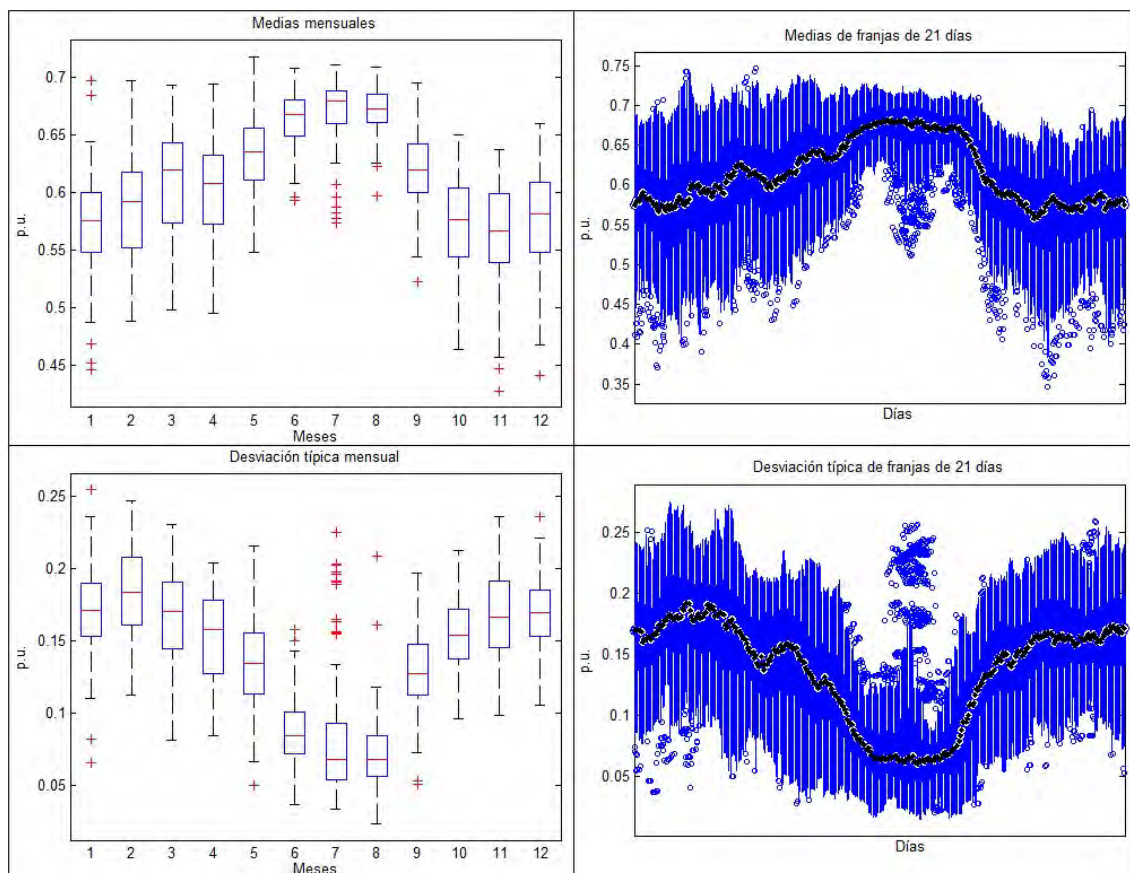 Medias mensuales
0.7
0.65
0.6
0.55
0.5
0.45
p.u.
1 2 3 4 5 6 7 8 9 10 11 12
Meses
Medias de franjas de 21 días
0.75
0.7
0.65
0.6
0.55
0.5
0.45
0.4
0.35
p.u.
Días
Desviación típica mensual
0.25
0.2
0.15
0.1
0.05
p.u.
1 2 3 4 5 6 7 8 9 10 11 12
Meses
Desviación típica de franjas de 21 días
0.25
0.2
0.15
0.1
0.05
p.u.
Días